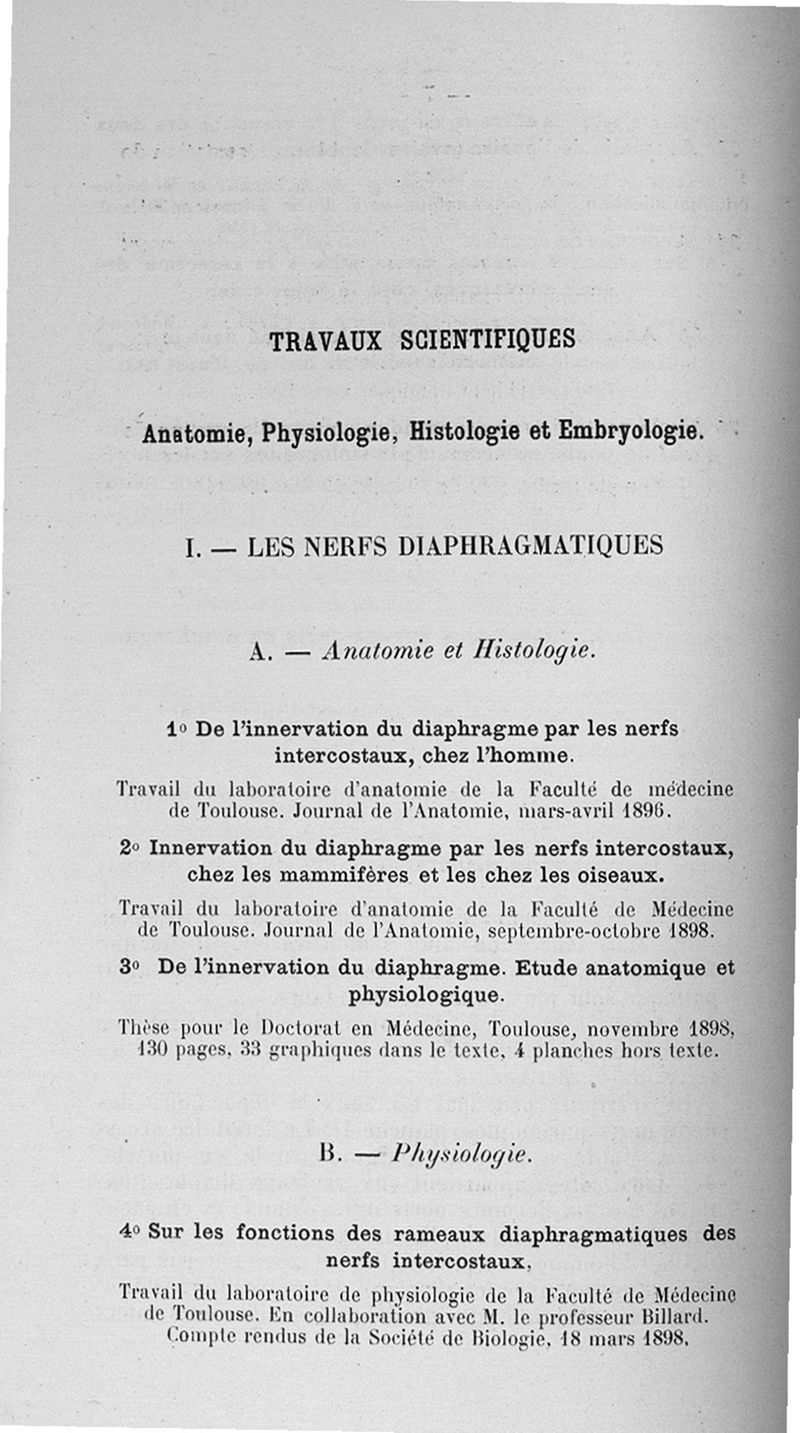 TRAVAUX SCIENTIFIQUES
Anatomie, Physiologie, Histologie et Embryologie.
I. — LES NERFS DIAPHRAGMATIQUES
A. — Anatomie et Histologie.
1º De l'innervation du diaphragme par les nerfs
intercostaux, chez l'homme.
Travail du laboratoire d'anatomie de la Faculté de médecine
de Toulouse. Journal de l'Anatomie, mars-avril 1896.
2º Innervation du diaphragme par les nerfs intercostaux,
chez les mammifères et les chez les oiseaux.
Travail du laboratoire d'anatomie de la Faculté de Médecine
de Toulouse. Journal de l'Anatomie, septembre-octobre 1898.
3º De l'innervation du diaphragme. Etude anatomique et
physiologique.
Thèse pour le Doctorat en Médecine, Toulouse, novembre 1898,
130 pages, 33 graphiques dans le texte, 4 planches hors texte.
B. — Physiologie.
4º Sur les fonctions des rameaux diaphragmatiques des
nerfs intercostaux.
Travail du laboratoire de physiologie de la Faculté de Médecine
de Toulouse. En collaboration avec M. le professeur Billard.
Compte rendus de la Société de Biologie, 18 mars 1898.